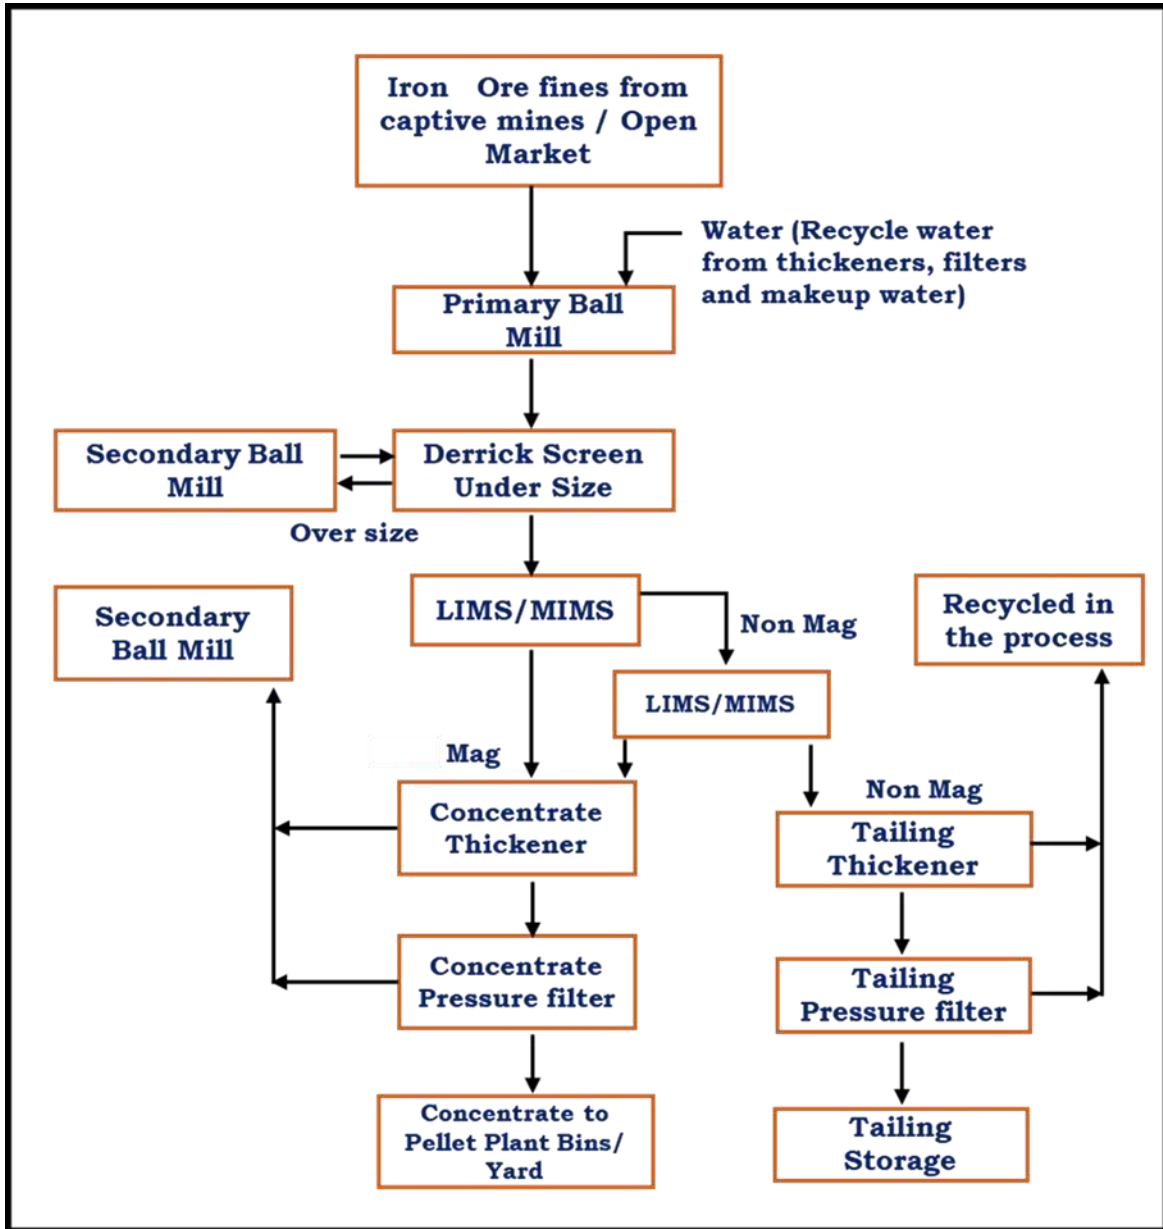 Iron Ore fines from
captive mines / Open
Market
Water (Recycle water
from thickeners, filters
and makeup water)
Primary Ball
Mill
Secondary Ball
Mill
Derrick Screen
Under Size
Over size
LIMS/MIMS
Non Mag
Secondary
Ball Mill
Recycled in
the process
LIMS/MIMS
Mag
Non Mag
Concentrate
Thickener
Tailing
Thickener
Concentrate
Pressure filter
Tailing
Pressure filter
Concentrate to
Pellet Plant Bins/
Yard
Tailing
Storage